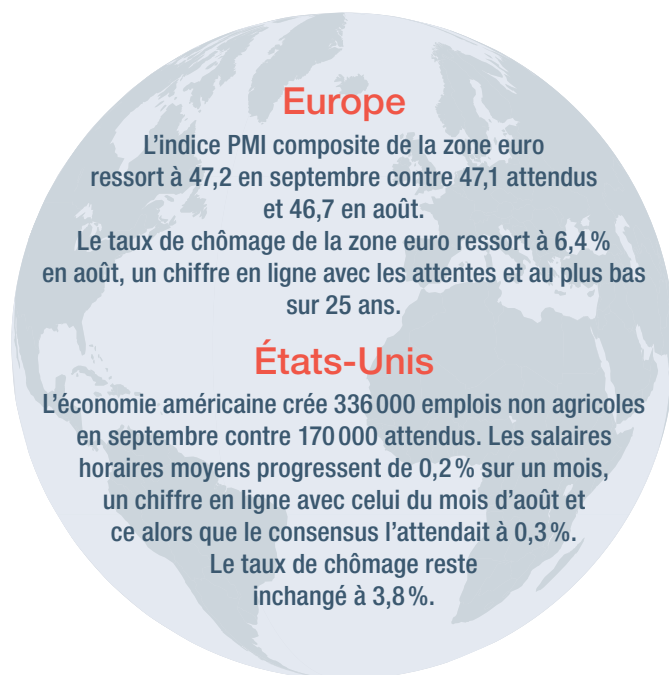 Europe
L’indice PMI composite de la zone euro
ressort à 47,2 en septembre contre 47,1 attendus
et 46,7 en août.
Le taux de chômage de la zone euro ressort à 6,4 %
en août, un chiffre en ligne avec les attentes et au plus bas
sur 25 ans.
États-Unis
L’économie américaine crée 336 000 emplois non agricoles
en septembre contre 170 000 attendus. Les salaires
horaires moyens progressent de 0,2 % sur un mois,
un chiffre en ligne avec celui du mois d’août et
ce alors que le consensus l’attendait à 0,3 %.
Le taux de chômage reste
inchangé à 3,8 %.